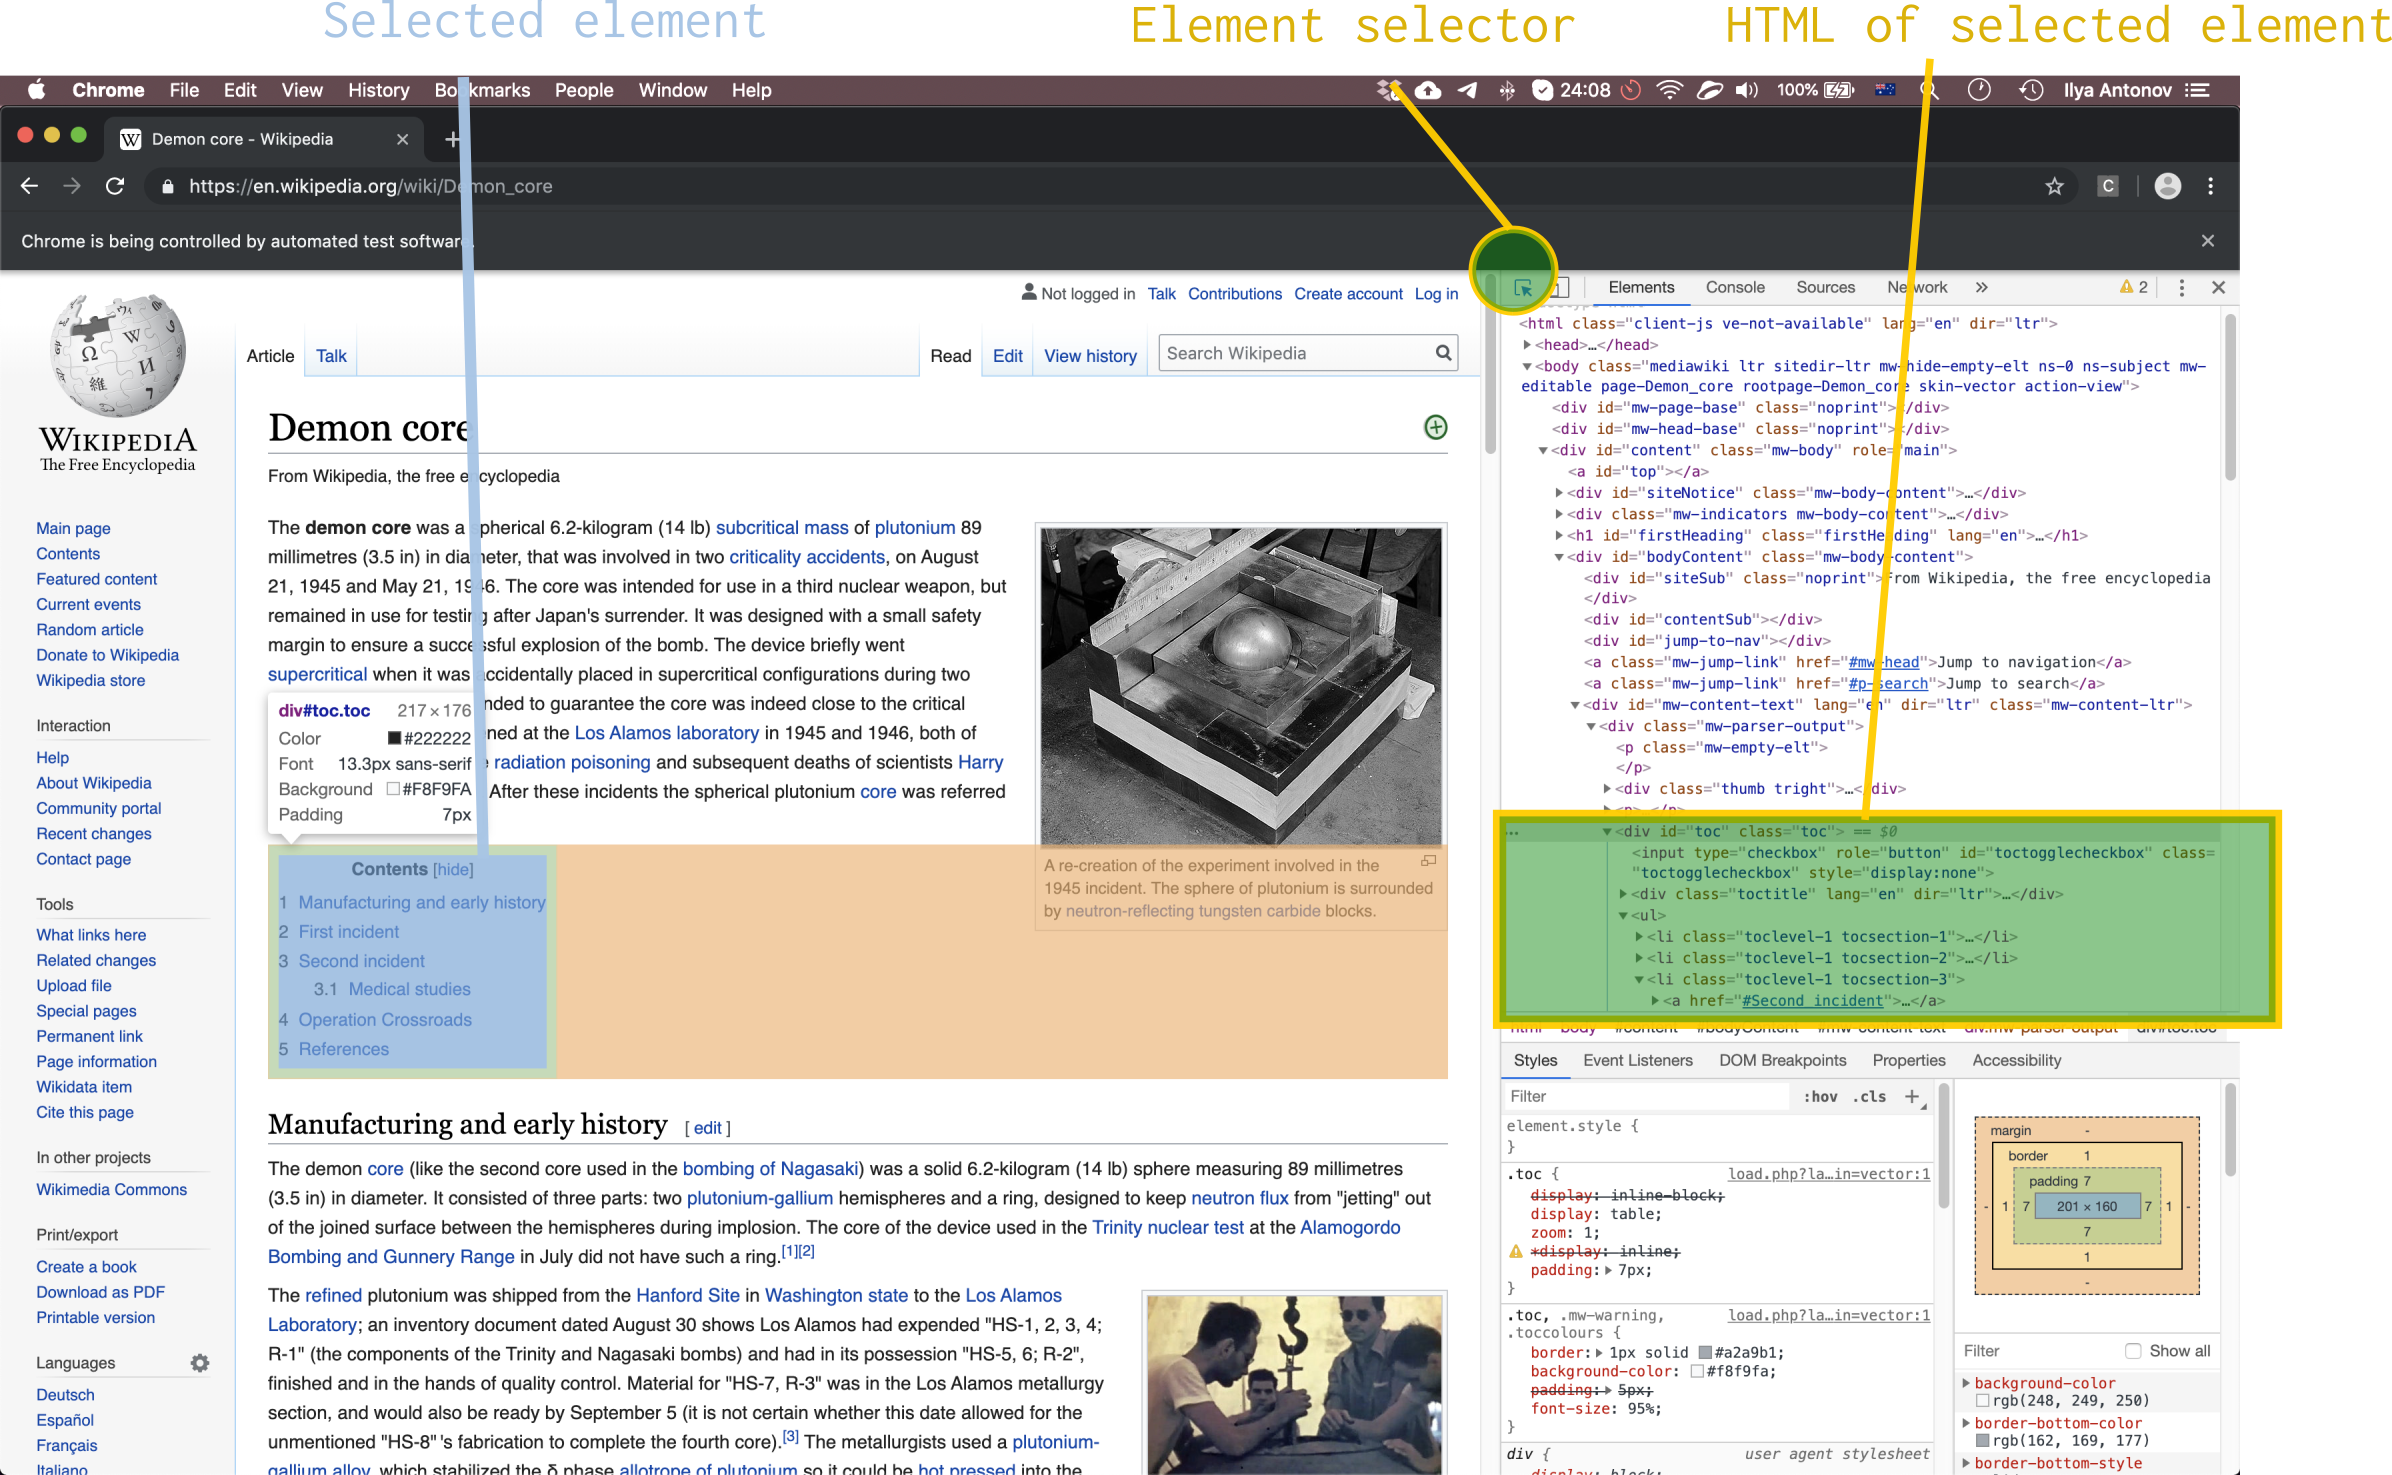 Selected element
Element selector
HTML of selected element
Chrome File Edit View History Bookmarks People Window Help
24:08 100% Ilya Antonov
Demon core - Wikipedia
https://en.wikipedia.org/wiki/Demon_core
C
Chrome is being controlled by automated test software.
Not logged in Talk Contributions Create account Log in
Article Talk
Read Edit View history Search Wikipedia
WIKIPEDIA
The Free Encyclopedia
Main page
Contents
Featured content
Current events
Random article
Donate to Wikipedia
Wikipedia store
Interaction
Help
About Wikipedia
Community portal
Recent changes
Contact page
Tools
What links here
Related changes
Upload file
Special pages
Permanent link
Page information
Wikidata item
Cite this page
In other projects
Wikimedia Commons
Print/export
Create a book
Download as PDF
Printable version
Languages
Deutsch
Español
Français
Italiano
Demon core
From Wikipedia, the free encyclopedia
The demon core was a spherical 6.2-kilogram (14 lb) subcritical mass of plutonium 89
millimetres (3.5 in) in diameter, that was involved in two criticality accidents, on August
21, 1945 and May 21, 1946. The core was intended for use in a third nuclear weapon, but
remained in use for testing after Japan's surrender. It was designed with a small safety
margin to ensure a successful explosion of the bomb. The device briefly went
supercritical when it was accidentally placed in supercritical configurations during two
nded to guarantee the core was indeed close to the critical
ned at the Los Alamos laboratory in 1945 and 1946, both of
radiation poisoning and subsequent deaths of scientists Harry
After these incidents the spherical plutonium core was referred
div#toc.toc 217 × 176
Color #222222
Font 13.3px sans-serif
Background #F8F9FA
Padding 7px
Contents [hide]
1 Manufacturing and early history
2 First incident
3 Second incident
3.1 Medical studies
4 Operation Crossroads
5 References
A re-creation of the experiment involved in the
1945 incident. The sphere of plutonium is surrounded
by neutron-reflecting tungsten carbide blocks.
Manufacturing and early history [ edit ]
The demon core (like the second core used in the bombing of Nagasaki) was a solid 6.2-kilogram (14 lb) sphere measuring 89 millimetres
(3.5 in) in diameter. It consisted of three parts: two plutonium-gallium hemispheres and a ring, designed to keep neutron flux from "jetting" out
of the joined surface between the hemispheres during implosion. The core of the device used in the Trinity nuclear test at the Alamogordo
Bombing and Gunnery Range in July did not have such a ring.[1][2]
The refined plutonium was shipped from the Hanford Site in Washington state to the Los Alamos
Laboratory; an inventory document dated August 30 shows Los Alamos had expended "HS-1, 2, 3, 4;
R-1" (the components of the Trinity and Nagasaki bombs) and had in its possession "HS-5, 6; R-2",
finished and in the hands of quality control. Material for "HS-7, R-3" was in the Los Alamos metallurgy
section, and would also be ready by September 5 (it is not certain whether this date allowed for the
unmentioned "HS-8"'s fabrication to complete the fourth core).[3] The metallurgists used a plutonium-
gallium alloy, which stabilized the δ phase allotrope of plutonium so it could be hot pressed into the
Elements Console Sources Network » 2
<html class="client-js ve-not-available" lang="en" dir="ltr">
<head>…</head>
<body class="mediawiki ltr sitedir-ltr mw-hide-empty-elt ns-0 ns-subject mw-
editable page-Demon_core rootpage-Demon_core skin-vector action-view">
<div id="mw-page-base" class="noprint"></div>
<div id="mw-head-base" class="noprint"></div>
<div id="content" class="mw-body" role="main">
<a id="top"></a>
<div id="siteNotice" class="mw-body-content">…</div>
<div class="mw-indicators mw-body-content">…</div>
<h1 id="firstHeading" class="firstHeading" lang="en">…</h1>
<div id="bodyContent" class="mw-body-content">
<div id="siteSub" class="noprint">From Wikipedia, the free encyclopedia
</div>
<div id="contentSub"></div>
<div id="jump-to-nav"></div>
<a class="mw-jump-link" href="#mw-head">Jump to navigation</a>
<a class="mw-jump-link" href="#p-search">Jump to search</a>
<div id="mw-content-text" lang="en" dir="ltr" class="mw-content-ltr">
<div class="mw-parser-output">
<p class="mw-empty-elt">
</p>
<div class="thumb tright">…</div>
<p>…</p>
… <div id="toc" class="toc"> == $0
<input type="checkbox" role="button" id="toctogglecheckbox" class=
"toctogglecheckbox" style="display:none">
<div class="toctitle" lang="en" dir="ltr">…</div>
<ul>
<li class="toclevel-1 tocsection-1">…</li>
<li class="toclevel-1 tocsection-2">…</li>
<li class="toclevel-1 tocsection-3">
<a href="#Second_incident">…</a>
html body #content #bodyContent #mw-content-text div.mw-parser-output div#toc.toc
Styles Event Listeners DOM Breakpoints Properties Accessibility
Filter :hov .cls +
element.style {
}
.toc { load.php?la…in=vector:1
display: inline-block;
display: table;
zoom: 1;
*display: inline;
padding: 7px;
}
.toc, .mw-warning, load.php?la…in=vector:1
.toccolours {
border: 1px solid #a2a9b1;
background-color: #f8f9fa;
padding: 5px;
font-size: 95%;
}
div { user agent stylesheet
display: block;
margin -
border 1
padding 7
- 1 7 201 × 160 7 1 -
7
1
-
Filter Show all
background-color
rgb(248, 249, 250)
border-bottom-color
rgb(162, 169, 177)
border-bottom-style